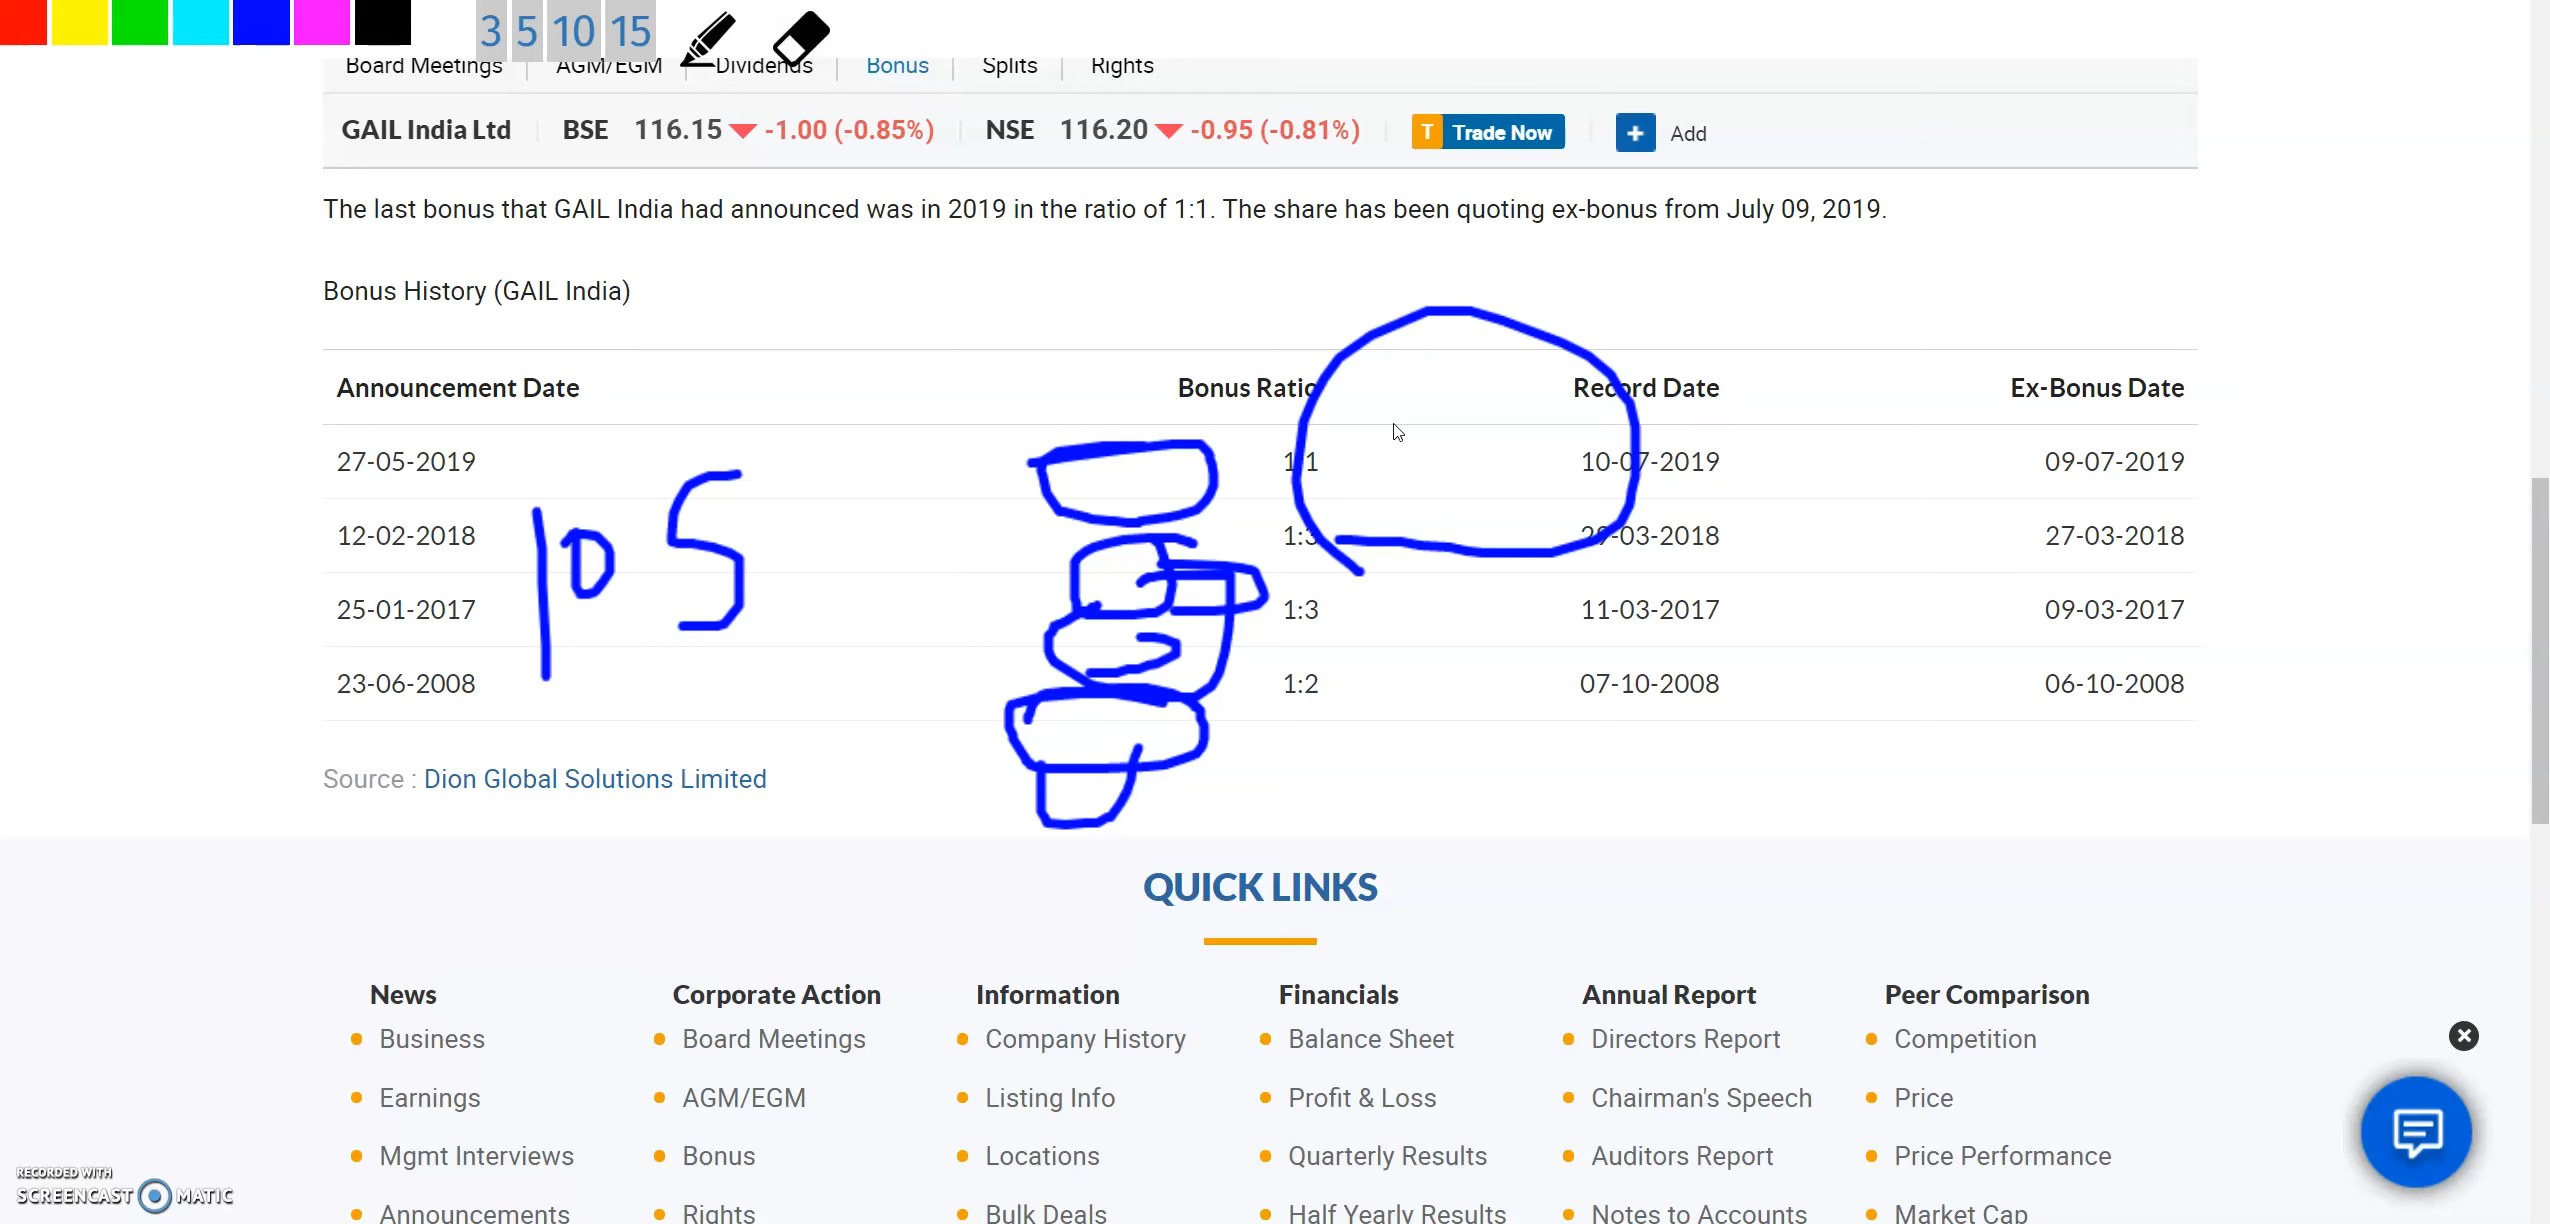 3 5 10 15
Board Meetings AGM/EGM Dividends Bonus Splits Rights
GAIL India Ltd BSE 116.15 -1.00 (-0.85%) NSE 116.20 -0.95 (-0.81%) T Trade Now + Add
The last bonus that GAIL India had announced was in 2019 in the ratio of 1:1. The share has been quoting ex-bonus from July 09, 2019.
Bonus History (GAIL India)
Announcement Date Bonus Ratio Record Date Ex-Bonus Date
27-05-2019 1:1 10-07-2019 09-07-2019
12-02-2018 1:3 29-03-2018 27-03-2018
105
25-01-2017 1:3 11-03-2017 09-03-2017
23-06-2008 1:2 07-10-2008 06-10-2008
Source : Dion Global Solutions Limited
QUICK LINKS
News Corporate Action Information Financials Annual Report Peer Comparison
Business Board Meetings Company History Balance Sheet Directors Report Competition
Earnings AGM/EGM Listing Info Profit & Loss Chairman's Speech Price
Mgmt Interviews Bonus Locations Quarterly Results Auditors Report Price Performance
Announcements Rights Bulk Deals Half Yearly Results Notes to Accounts Market Cap
RECORDED WITH
SCREENCAST MATIC